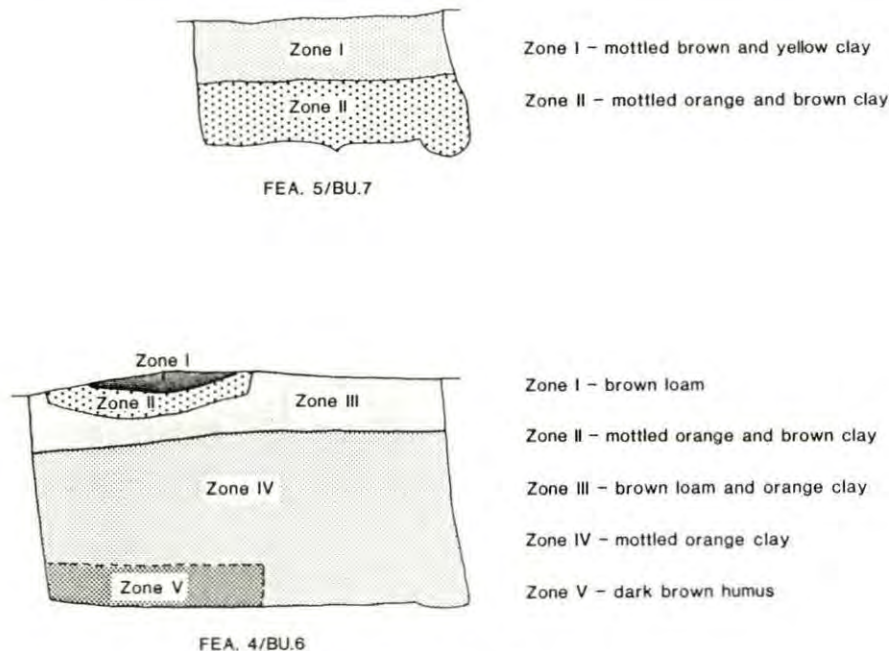 Zone I
Zone II
Zone I – mottled brown and yellow clay
Zone II – mottled orange and brown clay
FEA. 5/BU.7
Zone I
Zone II
Zone III
Zone IV
Zone V
Zone I – brown loam
Zone II – mottled orange and brown clay
Zone III – brown loam and orange clay
Zone IV – mottled orange clay
Zone V – dark brown humus
FEA. 4/BU.6